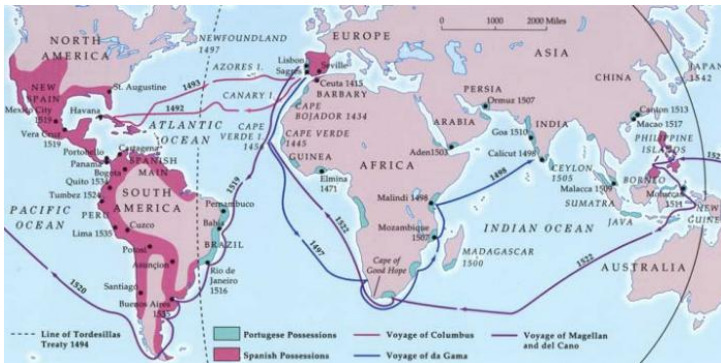 NORTH
AMERICA
NEWFOUNDLAND
1497
EUROPE
ASIA
0 1000 2000 Miles
Lisbon
Sagres
Seville
Ceuta 1415
BARBARY
AZORES I.
1493
CANARY I.
1492
St. Augustine
NEW
SPAIN
Mexico City
1519
Vera Cruz
1519
Havana
ATLANTIC
OCEAN
CAPE
BOJADOR 1434
CAPE
VERDE I.
1456
CAPE VERDE
1445
GUINEA
Elmina
1471
AFRICA
PERSIA
Ormuz 1507
ARABIA
Aden1503
INDIA
Goa 1510
Calicut 1498
CEYLON
1505
CHINA
JAPAN
1542
Canton 1513
Macao 1517
PHILIPPINE
ISLANDS
1521
BORNEO
Malacca 1509
SUMATRA
JAVA
1514
NEW
GUINEA
Portobello
Panama
Cartagena
SPANISH
MAIN
Bogota
Quito 1534
Tumbez 1524
PERU
SOUTH
AMERICA
Lima 1535
Cuzco
Potosi
Asunçion
Santiago
Buenos Aires
1535
PACIFIC
OCEAN
1520
1519
Pernambuco
Bahia
BRAZIL
Rio de
Janeiro
1516
1522
1497
Malindi 1498
1498
Mozambique
1507
INDIAN OCEAN
MADAGASCAR
1500
Cape of
Good Hope
1522
AUSTRALIA
Line of Tordesillas
Treaty 1494
Portugese Possessions
Spanish Possessions
Voyage of Columbus
Voyage of da Gama
Voyage of Magellan
and del Cano